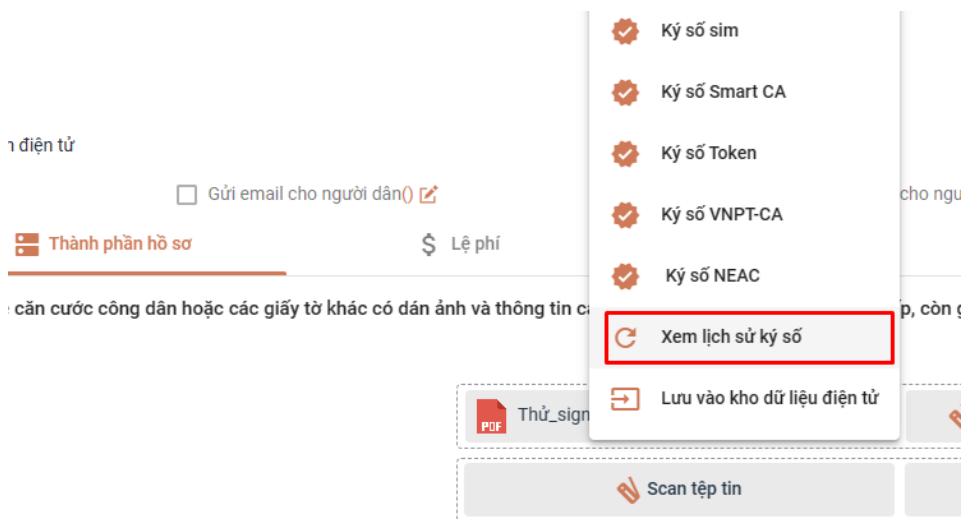 Ký số sim
Ký số Smart CA
n điện tử
Ký số Token
Gửi email cho người dân()
Ký số VNPT-CA
cho ngư
Thành phần hồ sơ
$ Lệ phí
Ký số NEAC
căn cước công dân hoặc các giấy tờ khác có dán ảnh và thông tin c
p, còn g
Xem lịch sử ký số
Lưu vào kho dữ liệu điện tử
PDF
Thử_sign
Scan tệp tin